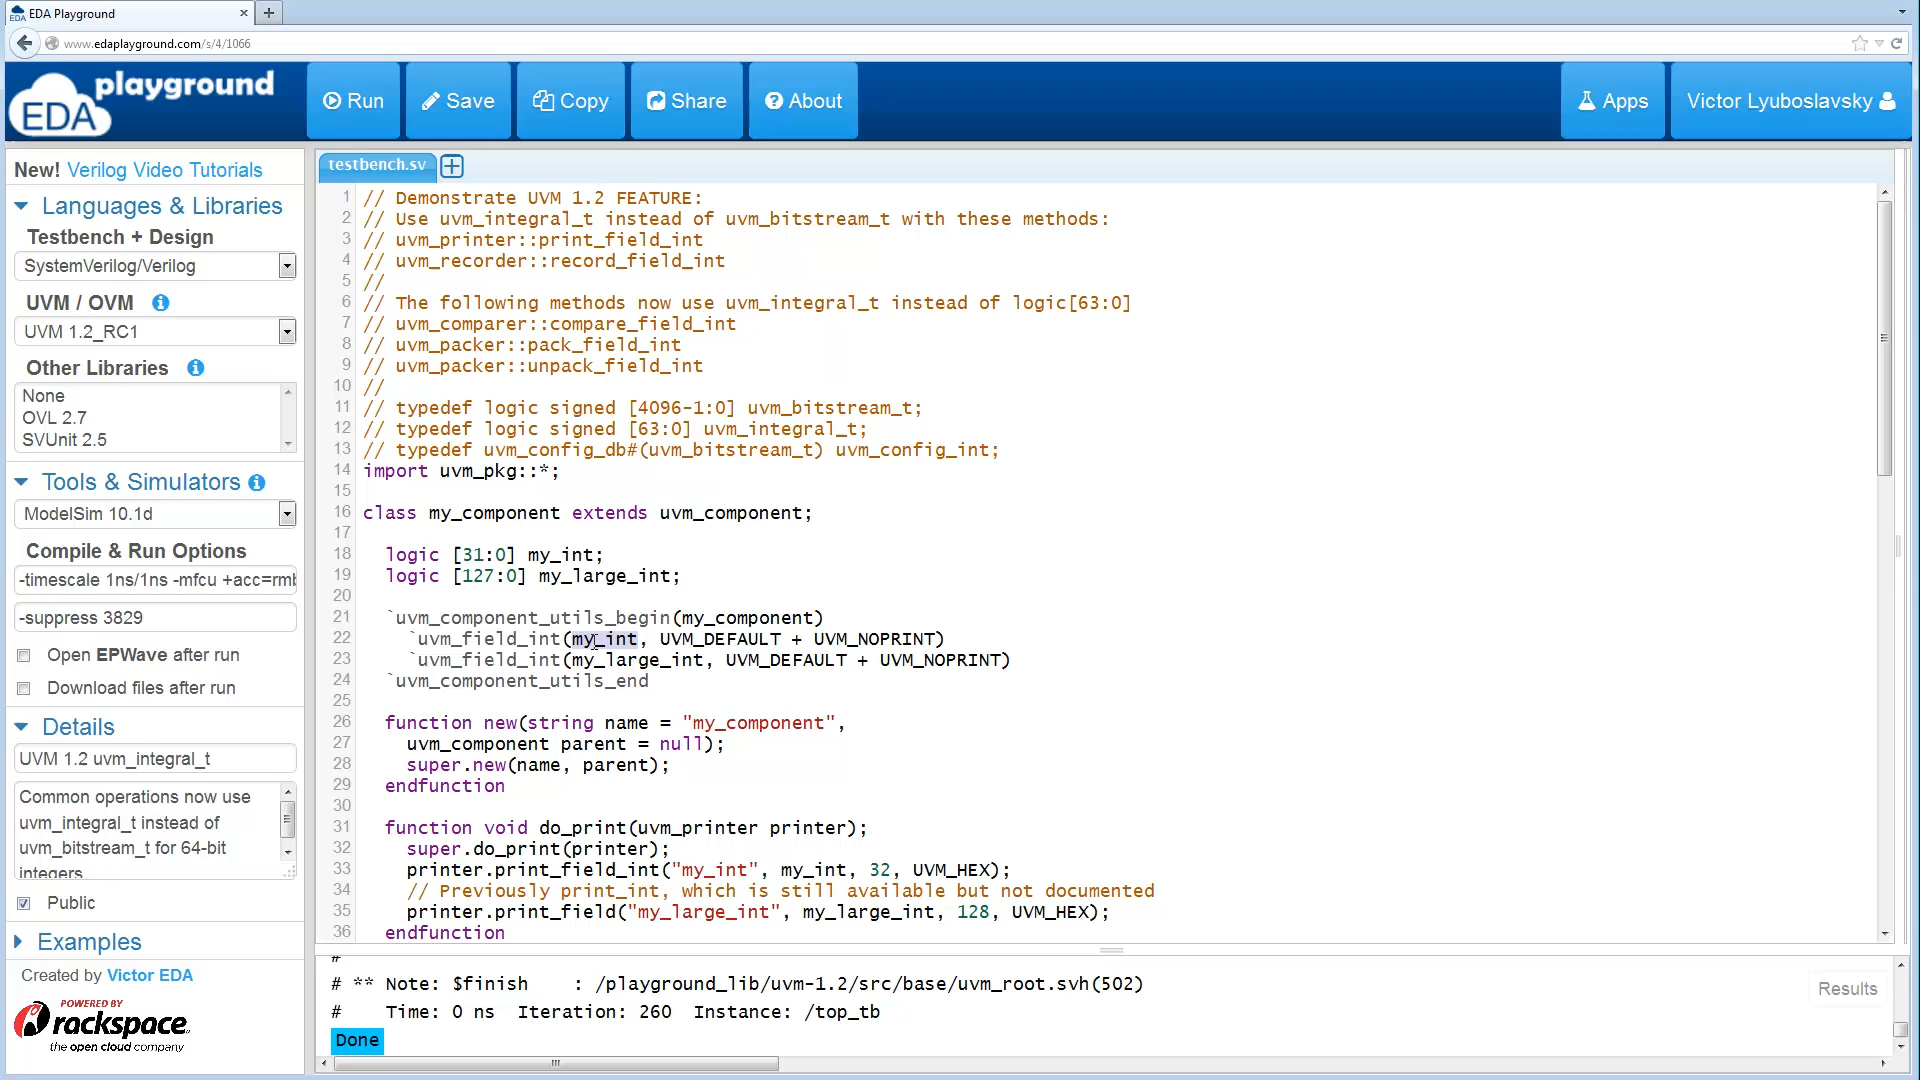 EDA Playground
www.edaplayground.com/s/4/1066
EDA playground
Run
Save
Copy
Share
About
Apps
Victor Lyuboslavsky
New! Verilog Video Tutorials
Languages & Libraries
Testbench + Design
SystemVerilog/Verilog
UVM / OVM
UVM 1.2_RC1
Other Libraries
None
OVL 2.7
SVUnit 2.5
Tools & Simulators
ModelSim 10.1d
Compile & Run Options
-timescale 1ns/1ns -mfcu +acc=rmb
-suppress 3829
Open EPWave after run
Download files after run
Details
UVM 1.2 uvm_integral_t
Common operations now use
uvm_integral_t instead of
uvm_bitstream_t for 64-bit
integers
Public
Examples
Created by Victor EDA
POWERED BY
rackspace
the open cloud company
testbench.sv
1 // Demonstrate UVM 1.2 FEATURE:
2 // Use uvm_integral_t instead of uvm_bitstream_t with these methods:
3 // uvm_printer::print_field_int
4 // uvm_recorder::record_field_int
5 //
6 // The following methods now use uvm_integral_t instead of logic[63:0]
7 // uvm_comparer::compare_field_int
8 // uvm_packer::pack_field_int
9 // uvm_packer::unpack_field_int
10 //
11 // typedef logic signed [4096-1:0] uvm_bitstream_t;
12 // typedef logic signed [63:0] uvm_integral_t;
13 // typedef uvm_config_db#(uvm_bitstream_t) uvm_config_int;
14 import uvm_pkg::*;
15
16 class my_component extends uvm_component;
17
18 logic [31:0] my_int;
19 logic [127:0] my_large_int;
20
21 `uvm_component_utils_begin(my_component)
22 `uvm_field_int(my_int, UVM_DEFAULT + UVM_NOPRINT)
23 `uvm_field_int(my_large_int, UVM_DEFAULT + UVM_NOPRINT)
24 `uvm_component_utils_end
25
26 function new(string name = "my_component",
27 uvm_component parent = null);
28 super.new(name, parent);
29 endfunction
30
31 function void do_print(uvm_printer printer);
32 super.do_print(printer);
33 printer.print_field_int("my_int", my_int, 32, UVM_HEX);
34 // Previously print_int, which is still available but not documented
35 printer.print_field("my_large_int", my_large_int, 128, UVM_HEX);
36 endfunction
#
# ** Note: $finish : /playground_lib/uvm-1.2/src/base/uvm_root.svh(502)
# Time: 0 ns Iteration: 260 Instance: /top_tb
Done
Results